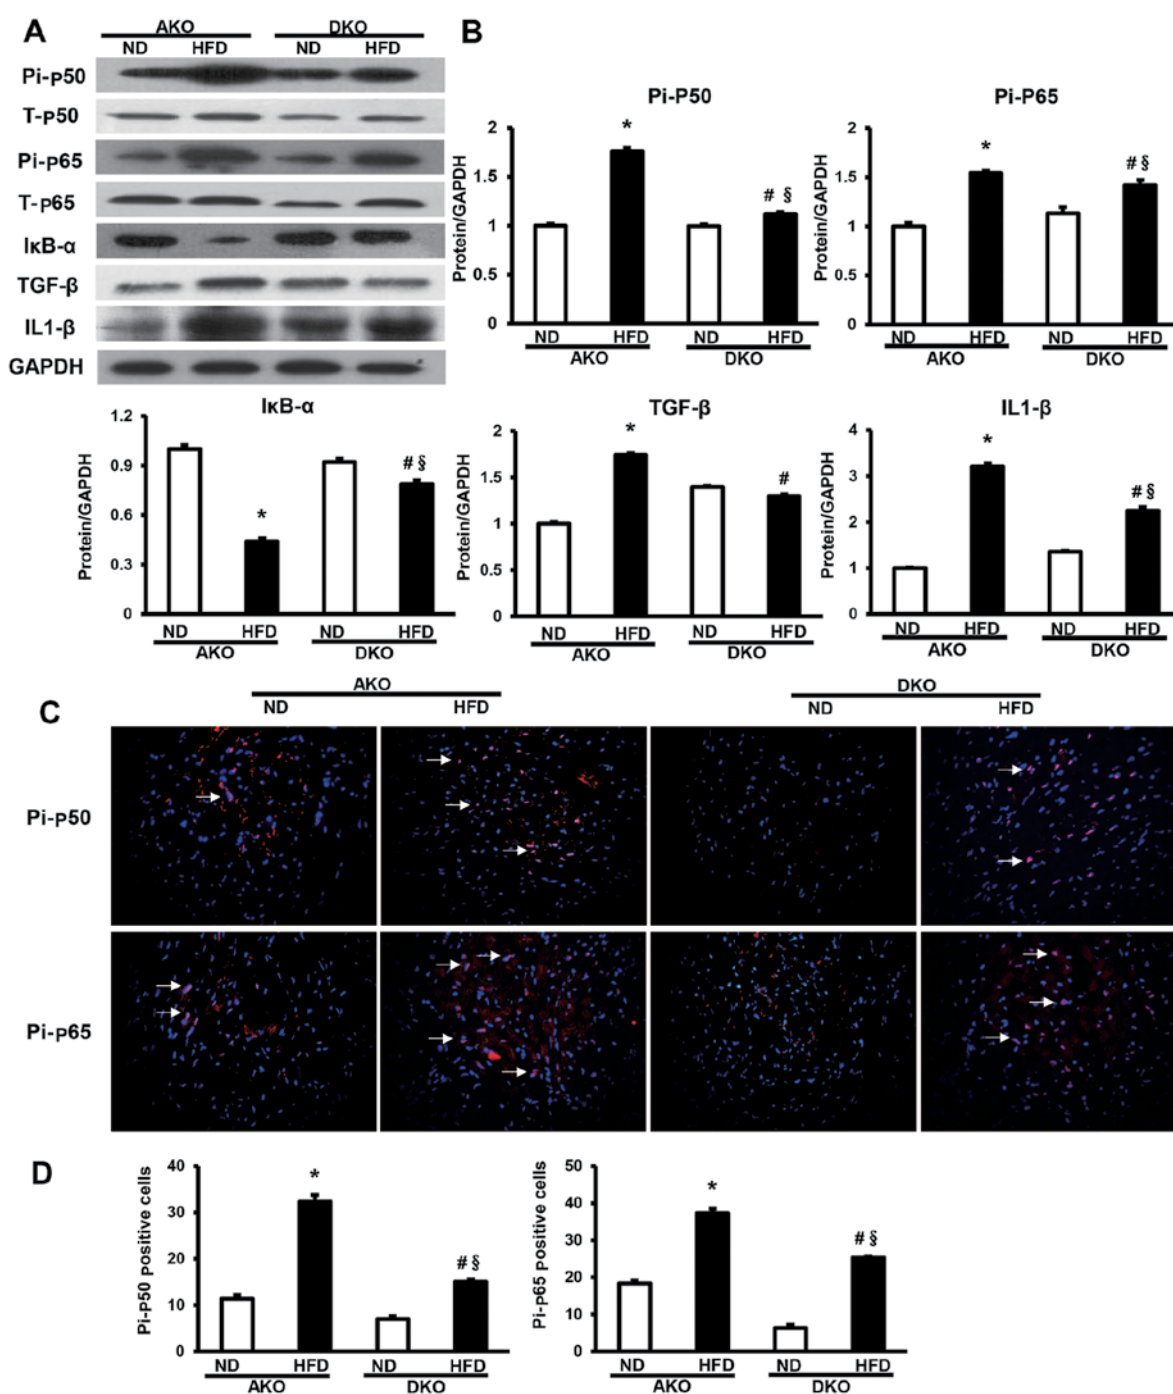 A
AKO DKO
ND HFD ND HFD
Pi-p50
T-p50
Pi-p65
T-p65
IκB-α
TGF-β
IL1-β
GAPDH
B
Pi-P50
Protein/GAPDH
2
1.5
1
0.5
0
*
# §
ND HFD ND HFD
AKO DKO
Pi-P65
Protein/GAPDH
2
1.5
1
0.5
0
*
# §
ND HFD ND HFD
AKO DKO
IκB-α
Protein/GAPDH
1.2
0.9
0.6
0.3
0
*
# §
ND HFD ND HFD
AKO DKO
TGF-β
Protein/GAPDH
2
1.5
1
0.5
0
*
#
ND HFD ND HFD
AKO DKO
IL1-β
Protein/GAPDH
4
3
2
1
0
*
# §
ND HFD ND HFD
AKO DKO
C
AKO DKO
ND HFD ND HFD
Pi-p50
Pi-p65
D
Pi-P50 positive cells
40
30
20
10
0
*
# §
ND HFD ND HFD
AKO DKO
Pi-p65 positive cells
50
40
30
20
10
0
*
# §
ND HFD ND HFD
AKO DKO